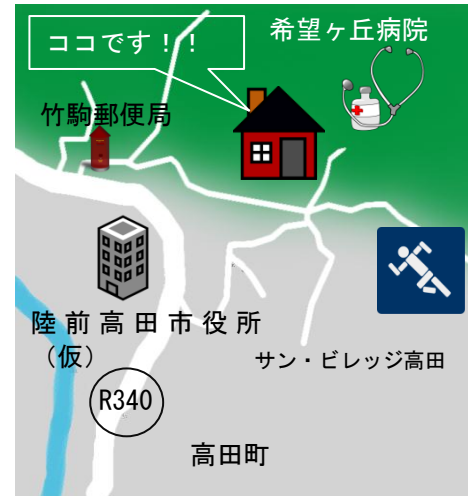 希望ヶ丘病院
ココです！！
竹駒郵便局
陸前高田市役所
（仮）
サン・ビレッジ高田
R340
高田町